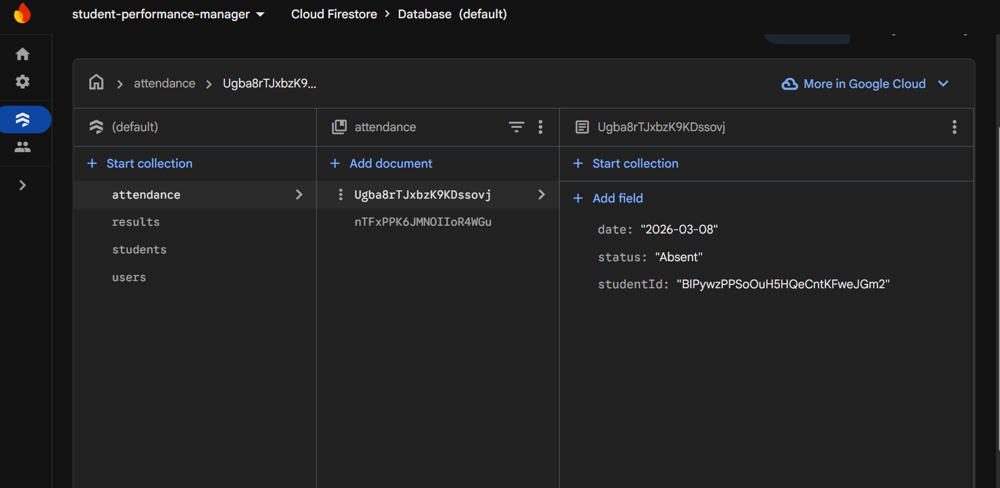 student-performance-manager
Cloud Firestore > Database (default)
attendance > Ugba8rTJxbzK9...
More in Google Cloud
(default)
Start collection
attendance
results
students
users
attendance
Add document
Ugba8rTJxbzK9KDssovj
nTFxPPK6JMNOIIoR4WGu
Ugba8rTJxbzK9KDssovj
Start collection
Add field
date: "2026-03-08"
status: "Absent"
studentId: "BIPywzPPSoOuH5HQeCntKFweJGm2"